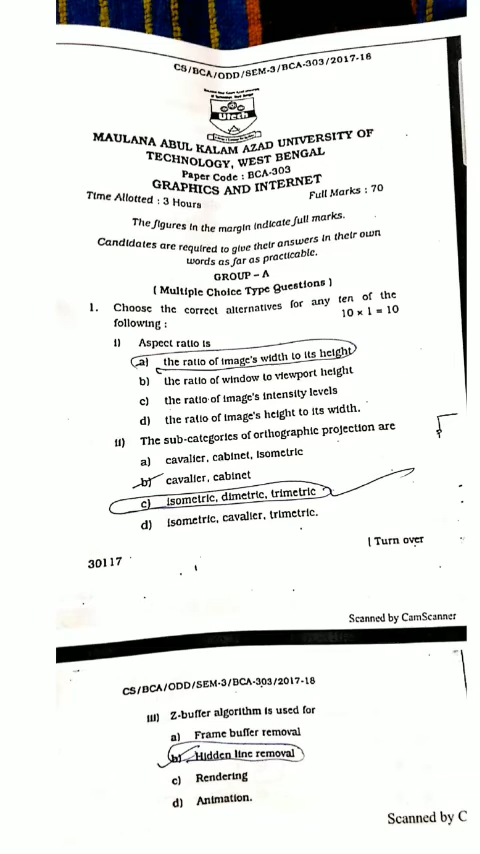 CS/BCA/ODD/SEM-3/BCA-303/2017-18
Utech
MAULANA ABUL KALAM AZAD UNIVERSITY OF
TECHNOLOGY, WEST BENGAL
Paper Code : BCA-303
GRAPHICS AND INTERNET
Time Allotted : 3 Hours
Full Marks : 70
The figures in the margin indicate full marks.
Candidates are required to give their answers in their own
words as far as practicable.
GROUP – A
( Multiple Choice Type Questions )
1. Choose the correct alternatives for any ten of the
following :
10 × 1 = 10
i) Aspect ratio is
a) the ratio of image's width to its height
b) the ratio of window to viewport height
c) the ratio of image's intensity levels
d) the ratio of image's height to its width.
ii) The sub-categories of orthographic projection are
a) cavalier, cabinet, isometric
b) cavalier, cabinet
c) isometric, dimetric, trimetric
d) isometric, cavalier, trimetric.
[ Turn over
30117
Scanned by CamScanner
CS/BCA/ODD/SEM-3/BCA-303/2017-18
iii) Z-buffer algorithm is used for
a) Frame buffer removal
b) Hidden line removal
c) Rendering
d) Animation.
Scanned by C